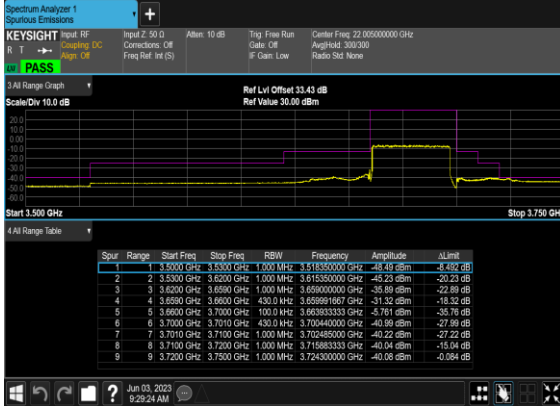 Spectrum Analyzer 1
Spurious Emissions
+
KEYSIGHT Input: RF
R T Coupling: DC
Align: Off
Input Z: 50 Ω
Corrections: Off
Freq Ref: Int (S)
Atten: 10 dB
Trig: Free Run
Gate: Off
IF Gain: Low
Center Freq: 22.005000000 GHz
Avg|Hold: 300/300
Radio Std: None
PASS
3 All Range Graph
Ref Lvl Offset 33.43 dB
Scale/Div 10.0 dB Ref Value 30.00 dBm
20.0
10.0
0.00
-10.0
-20.0
-30.0
-40.0
-50.0
-60.0
Start 3.500 GHz Stop 3.750 GH
4 All Range Table
Spur Range Start Freq Stop Freq RBW Frequency Amplitude ΔLimit
1 1 3.5000 GHz 3.5300 GHz 1.000 MHz 3.518350000 GHz -48.49 dBm -8.492 dB
2 2 3.5300 GHz 3.6200 GHz 1.000 MHz 3.615350000 GHz -45.23 dBm -20.23 dB
3 3 3.6200 GHz 3.6590 GHz 1.000 MHz 3.659000000 GHz -35.89 dBm -22.89 dB
4 4 3.6590 GHz 3.6600 GHz 430.0 kHz 3.659991667 GHz -31.32 dBm -18.32 dB
5 5 3.6600 GHz 3.7000 GHz 100.0 kHz 3.663933333 GHz -5.761 dBm -35.76 dB
6 6 3.7000 GHz 3.7010 GHz 430.0 kHz 3.700440000 GHz -40.99 dBm -27.99 dB
7 7 3.7010 GHz 3.7100 GHz 1.000 MHz 3.702485000 GHz -40.22 dBm -27.22 dB
8 8 3.7100 GHz 3.7200 GHz 1.000 MHz 3.715883333 GHz -40.04 dBm -15.04 dB
9 9 3.7200 GHz 3.7500 GHz 1.000 MHz 3.724300000 GHz -40.08 dBm -0.084 dB
? Jun 03, 2023
9:29:24 AM